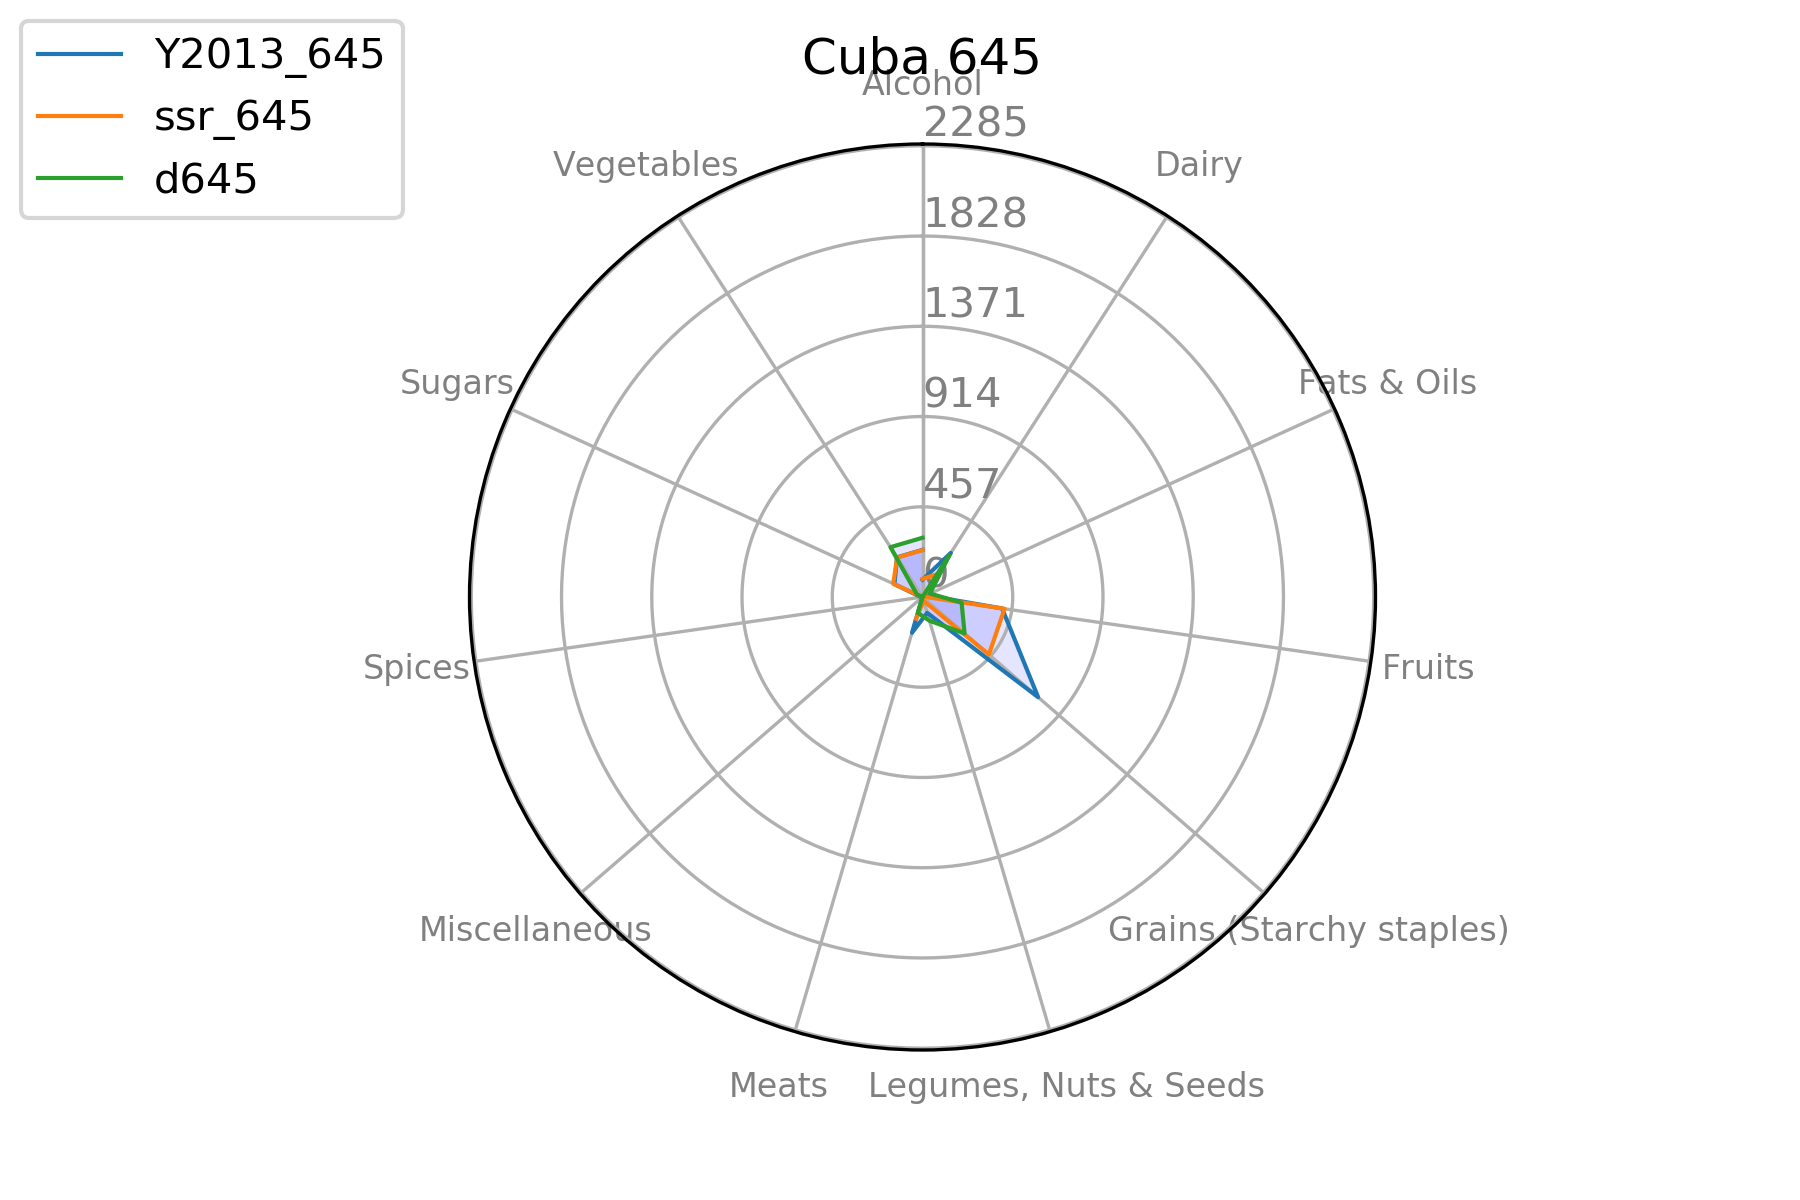 Y2013_645
ssr_645
d645
Cuba 645
Alcohol
2285
Vegetables
Dairy
1828
1371
Sugars
Fats & Oils
914
457
0
Spices
Fruits
Miscellaneous
Grains (Starchy staples)
Meats
Legumes, Nuts & Seeds